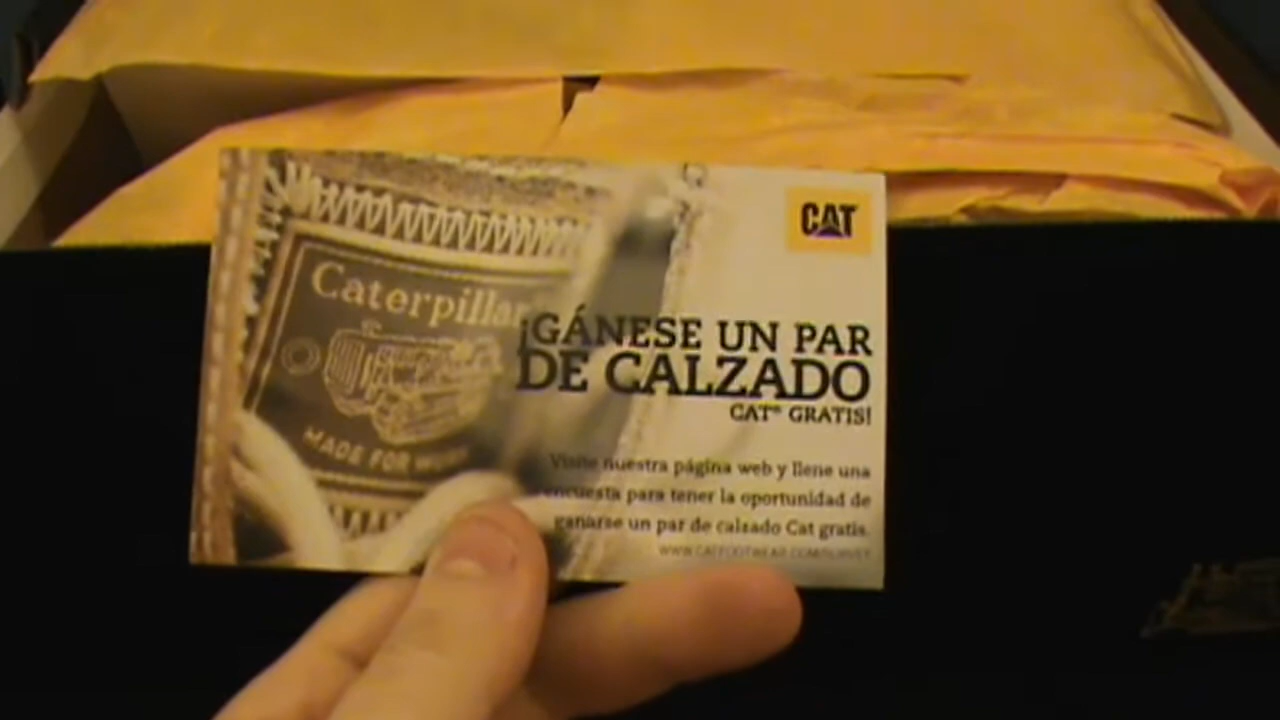 CAT
Caterpillar
MADE FOR WORK
¡GÁNESE UN PAR
DE CALZADO
CAT® GRATIS!
Visite nuestra página web y llene una
encuesta para tener la oportunidad de
ganarse un par de calzado Cat gratis.
WWW.CATFOOTWEAR.COM/SURVEY